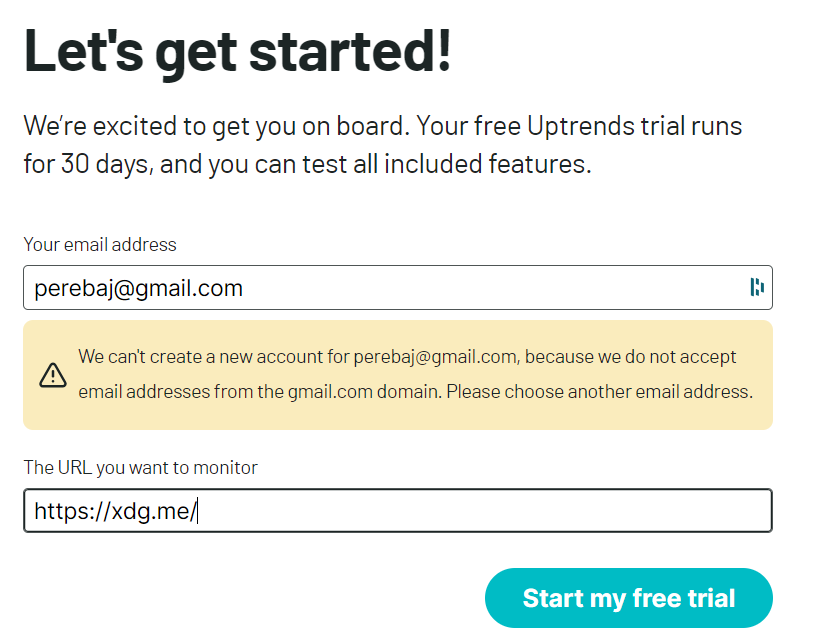 Let's get started!
We’re excited to get you on board. Your free Uptrends trial runs
for 30 days, and you can test all included features.
Your email address
perebaj@gmail.com
We can't create a new account for perebaj@gmail.com, because we do not accept
email addresses from the gmail.com domain. Please choose another email address.
The URL you want to monitor
https://xdg.me/
Start my free trial